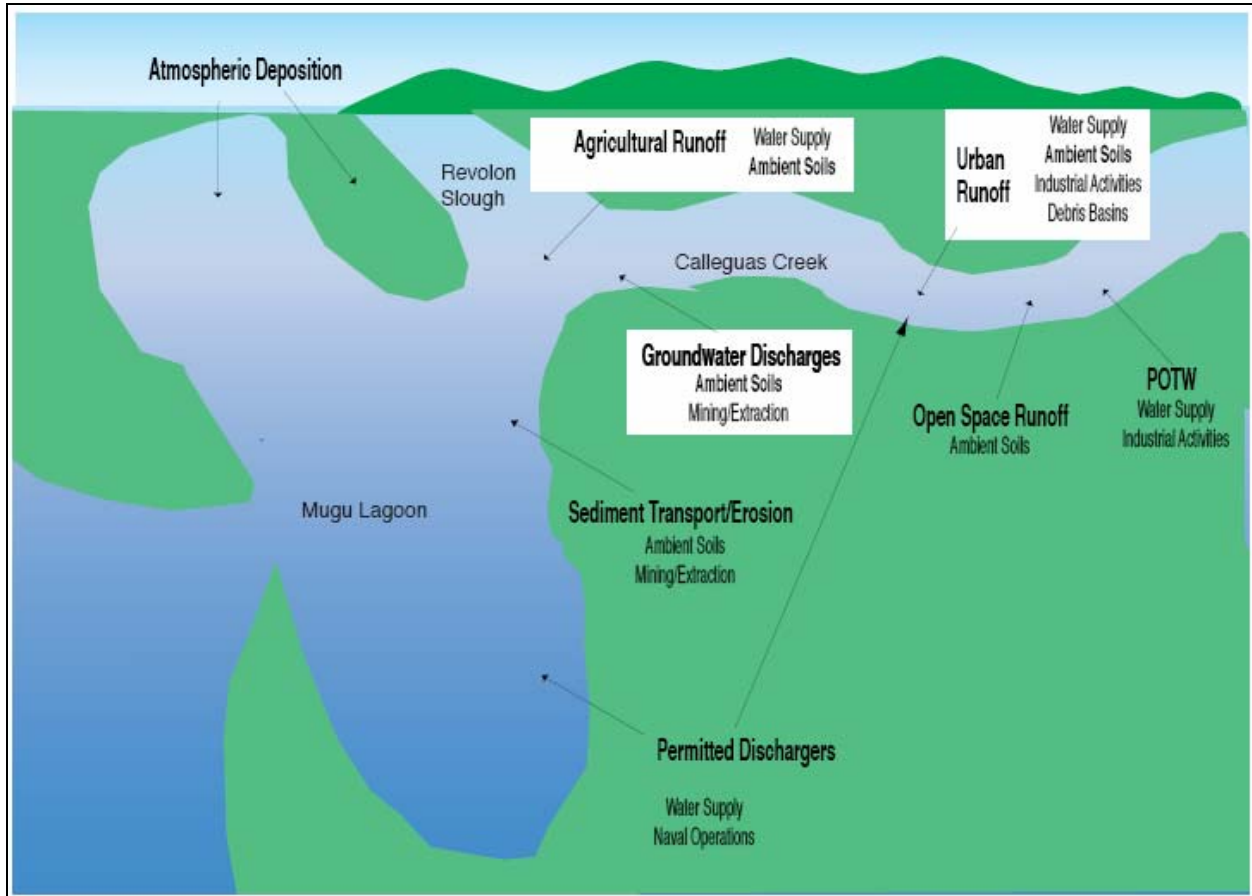 Atmospheric Deposition
Revolon
Slough
Agricultural Runoff
Water Supply
Ambient Soils
Urban
Runoff
Water Supply
Ambient Soils
Industrial Activities
Debris Basins
Calleguas Creek
Groundwater Discharges
Ambient Soils
Mining/Extraction
Open Space Runoff
Ambient Soils
POTW
Water Supply
Industrial Activities
Mugu Lagoon
Sediment Transport/Erosion
Ambient Soils
Mining/Extraction
Permitted Dischargers
Water Supply
Naval Operations